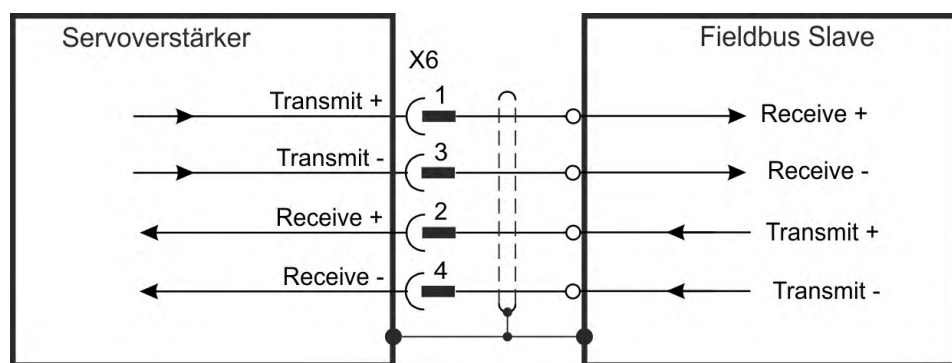 Servoverstärker
Fieldbus Slave
X6
Transmit +
1
Receive +
Transmit -
3
Receive -
Receive +
2
Transmit +
Receive -
4
Transmit -